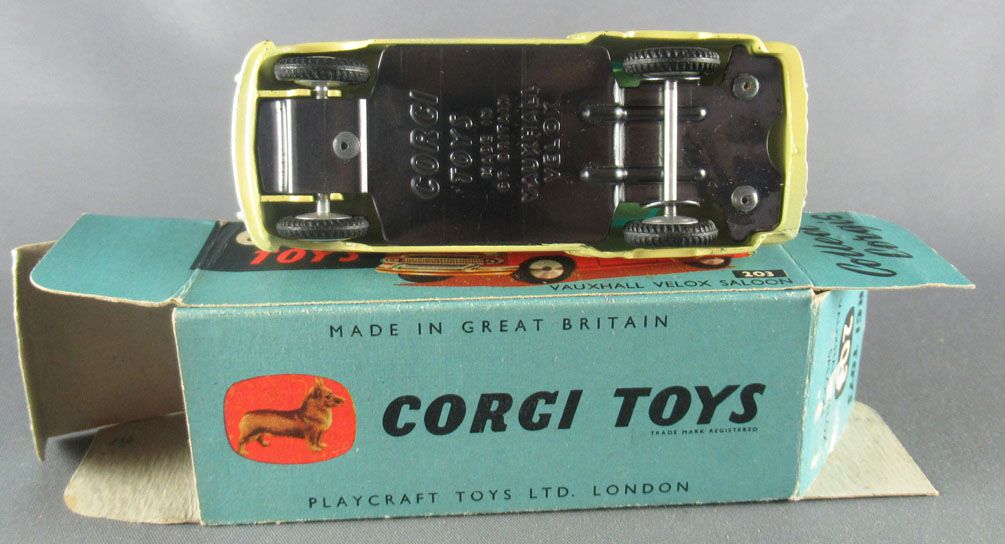 CORGI
TOYS
MADE IN
GT BRITAIN
VAUXHALL
VELOX
TOYS
203
VAUXHALL VELOX SALOON
MADE IN GREAT BRITAIN
CORGI TOYS
TRADE MARK REGISTERED
PLAYCRAFT TOYS LTD. LONDON
203